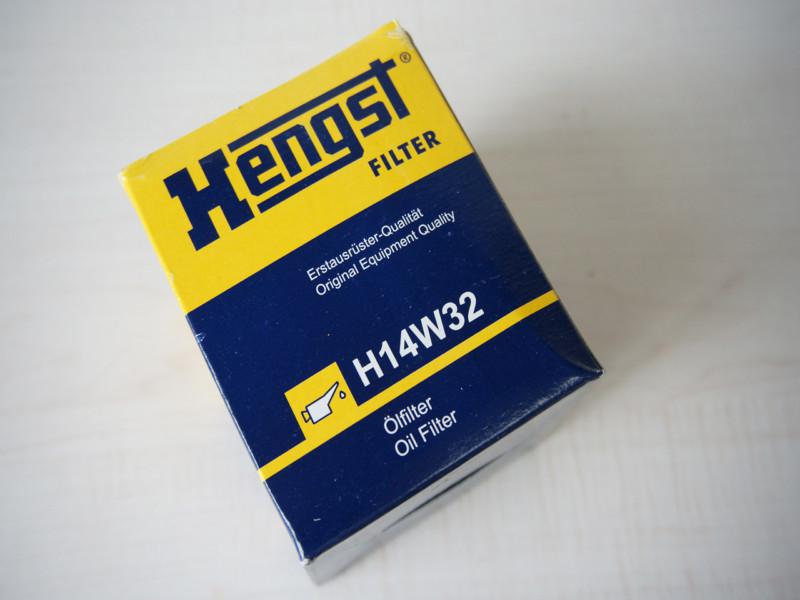 Hengst®
FILTER
Erstausrüster-Qualität
Original Equipment Quality
H14W32
Ölfilter
Oil Filter